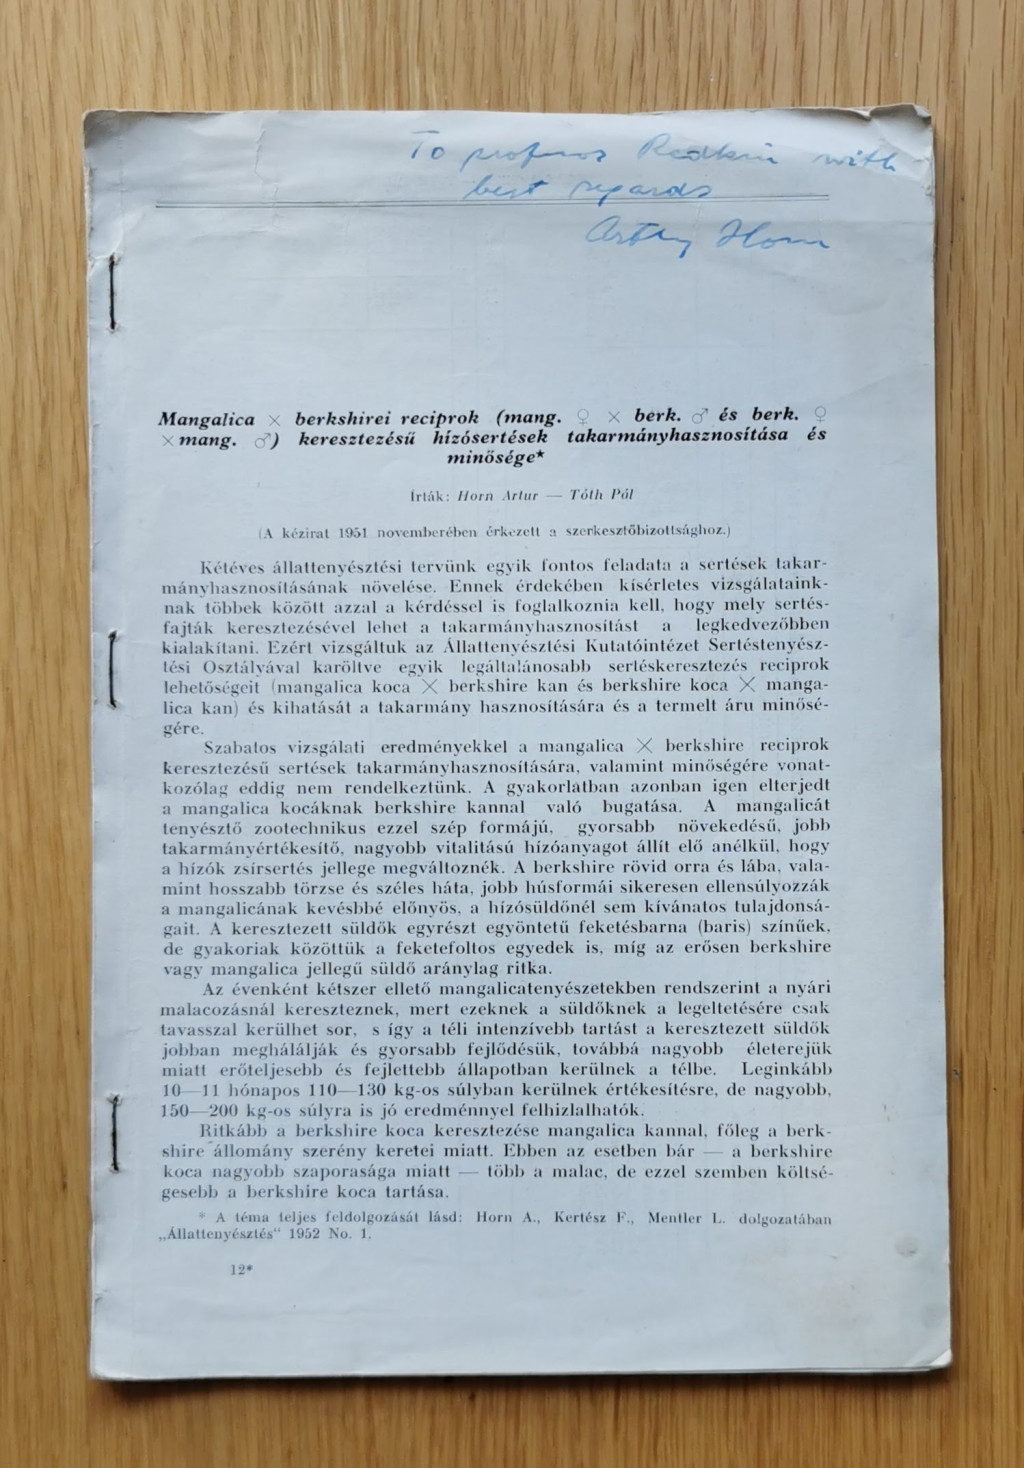 To professor Redkin with
best regards
Horn
Mangalica × berkshirei reciprok (mang. ♀ × berk. ♂ és berk. ♀
× mang. ♂) keresztezésű hízósertések takarmányhasznosítása és
minősége*
Írták: Horn Artur — Tóth Pál
(A kézirat 1951 novemberében érkezett a szerkesztőbizottsághoz.)
Kétéves állattenyésztési tervünk egyik fontos feladata a sertések takar-
mányhasznosításának növelése. Ennek érdekében kísérletes vizsgálataink-
nak többek között azzal a kérdéssel is foglalkoznia kell, hogy mely sertés-
fajták keresztezésével lehet a takarmányhasznosítást a legkedvezőbben
kialakítani. Ezért vizsgáltuk az Állattenyésztési Kutatóintézet Sertéstenyész-
tési Osztályával karöltve egyik legáltalánosabb sertéskeresztezés reciprok
lehetőségeit (mangalica koca × berkshire kan és berkshire koca × manga-
lica kan) és kihatását a takarmány hasznosítására és a termelt áru minősé-
gére.
Szabatos vizsgálati eredményekkel a mangalica × berkshire reciprok
keresztezésű sertések takarmányhasznosítására, valamint minőségére vonat-
kozólag eddig nem rendelkeztünk. A gyakorlatban azonban igen elterjedt
a mangalica kocáknak berkshire kannal való bugatása. A mangalicát
tenyésztő zootechnikus ezzel szép formájú, gyorsabb növekedésű, jobb
takarmányértékesítő, nagyobb vitalitású hízóanyagot állít elő anélkül, hogy
a hízók zsírsertés jellege megváltoznék. A berkshire rövid orra és lába, vala-
mint hosszabb törzse és széles háta, jobb húsformái sikeresen ellensúlyozzák
a mangalicának kevésbbé előnyös, a hízósüldőnél sem kívánatos tulajdonsá-
gait. A keresztezett süldők egyrészt egyöntetű feketésbarna (baris) színűek,
de gyakoriak közöttük a feketefoltos egyedek is, míg az erősen berkshire
vagy mangalica jellegű süldő aránylag ritka.
Az évenként kétszer ellető mangalicatenyészetekben rendszerint a nyári
malacozásnál kereszteznek, mert ezeknek a süldőknek a legeltetésére csak
tavasszal kerülhet sor, s így a téli intenzívebb tartást a keresztezett süldők
jobban meghálálják és gyorsabb fejlődésük, továbbá nagyobb életerejük
miatt erőteljesebb és fejlettebb állapotban kerülnek a télbe. Leginkább
10—11 hónapos 110—130 kg-os súlyban kerülnek értékesítésre, de nagyobb,
150—200 kg-os súlyra is jó eredménnyel felhizlalhatók.
Ritkább a berkshire koca keresztezése mangalica kannal, főleg a berk-
shire állomány szerény keretei miatt. Ebben az esetben bár — a berkshire
koca nagyobb szaporasága miatt — több a malac, de ezzel szemben költsé-
gesebb a berkshire koca tartása.
* A téma teljes feldolgozását lásd: Horn A., Kertész F., Mentler L. dolgozatában
„Állattenyésztés" 1952 No. 1.
12*